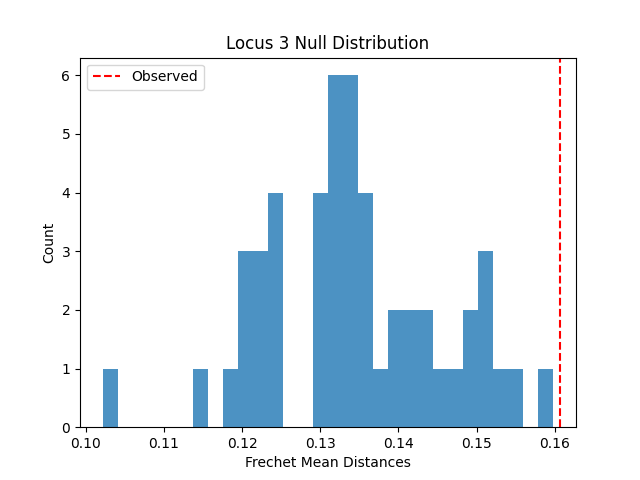 Locus 3 Null Distribution
Observed
Count
6
5
4
3
2
1
0
0.10 0.11 0.12 0.13 0.14 0.15 0.16
Frechet Mean Distances